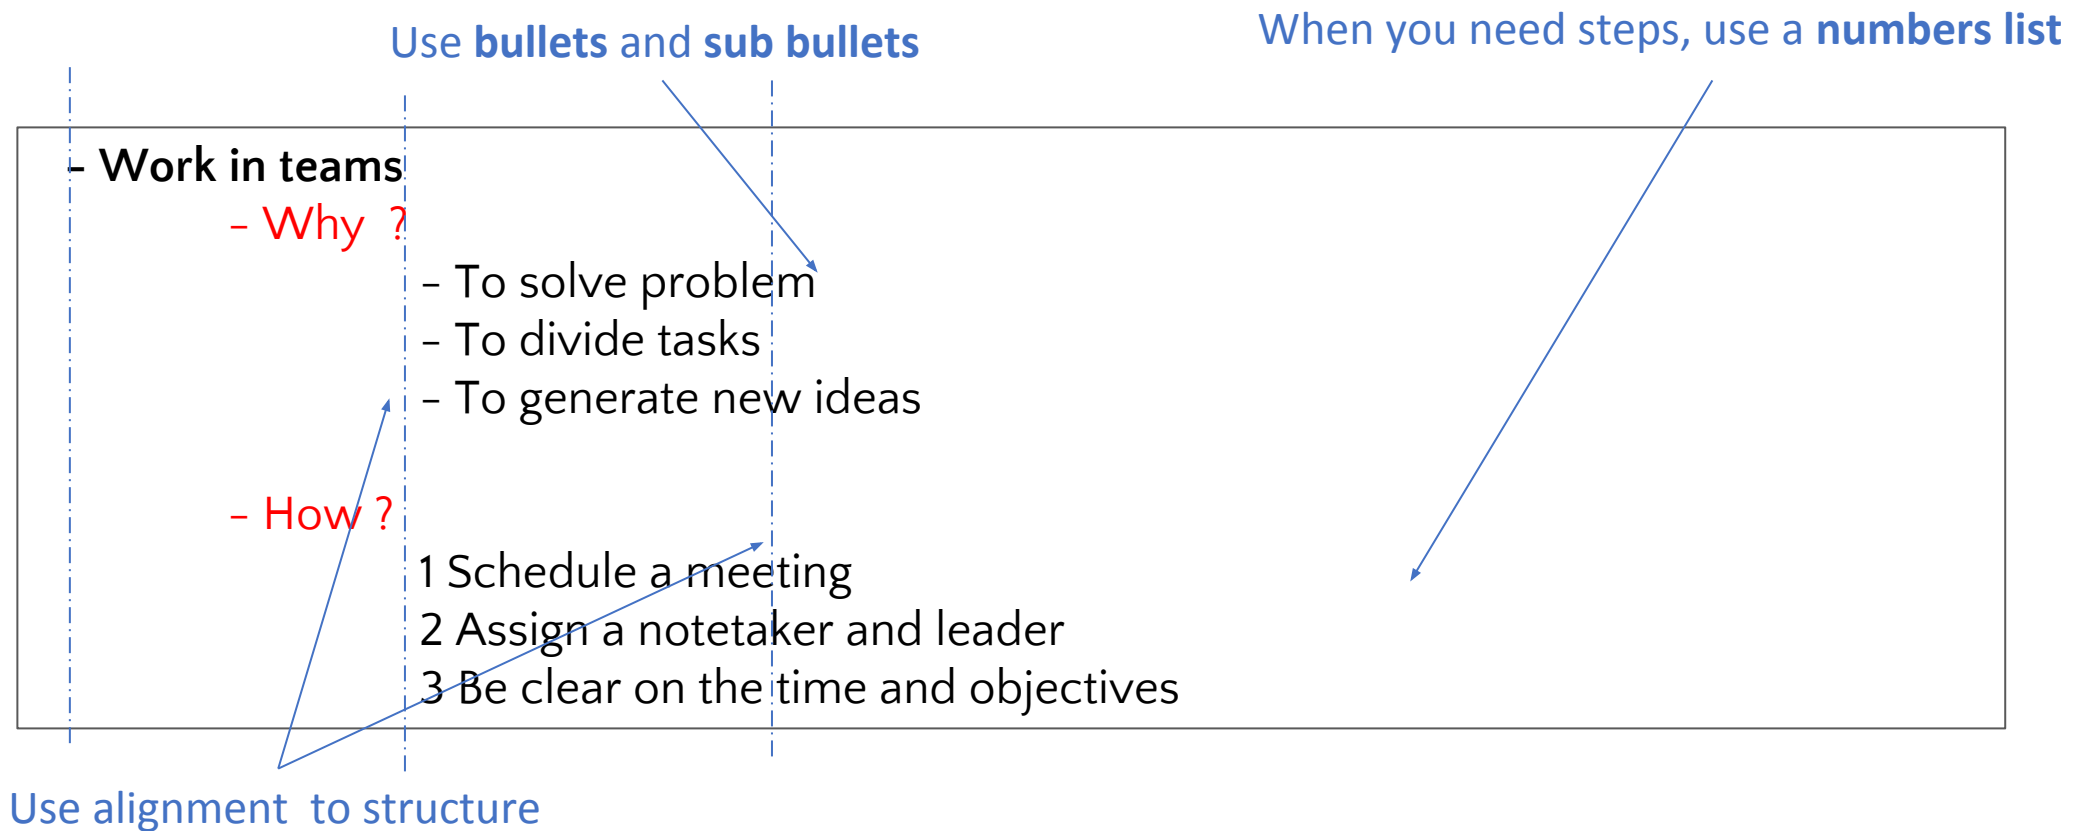 Use bullets and sub bullets
When you need steps, use a numbers list
- Work in teams
- Why ?
- To solve problem
- To divide tasks
- To generate new ideas
- How ?
1 Schedule a meeting
2 Assign a notetaker and leader
3 Be clear on the time and objectives
Use alignment to structure